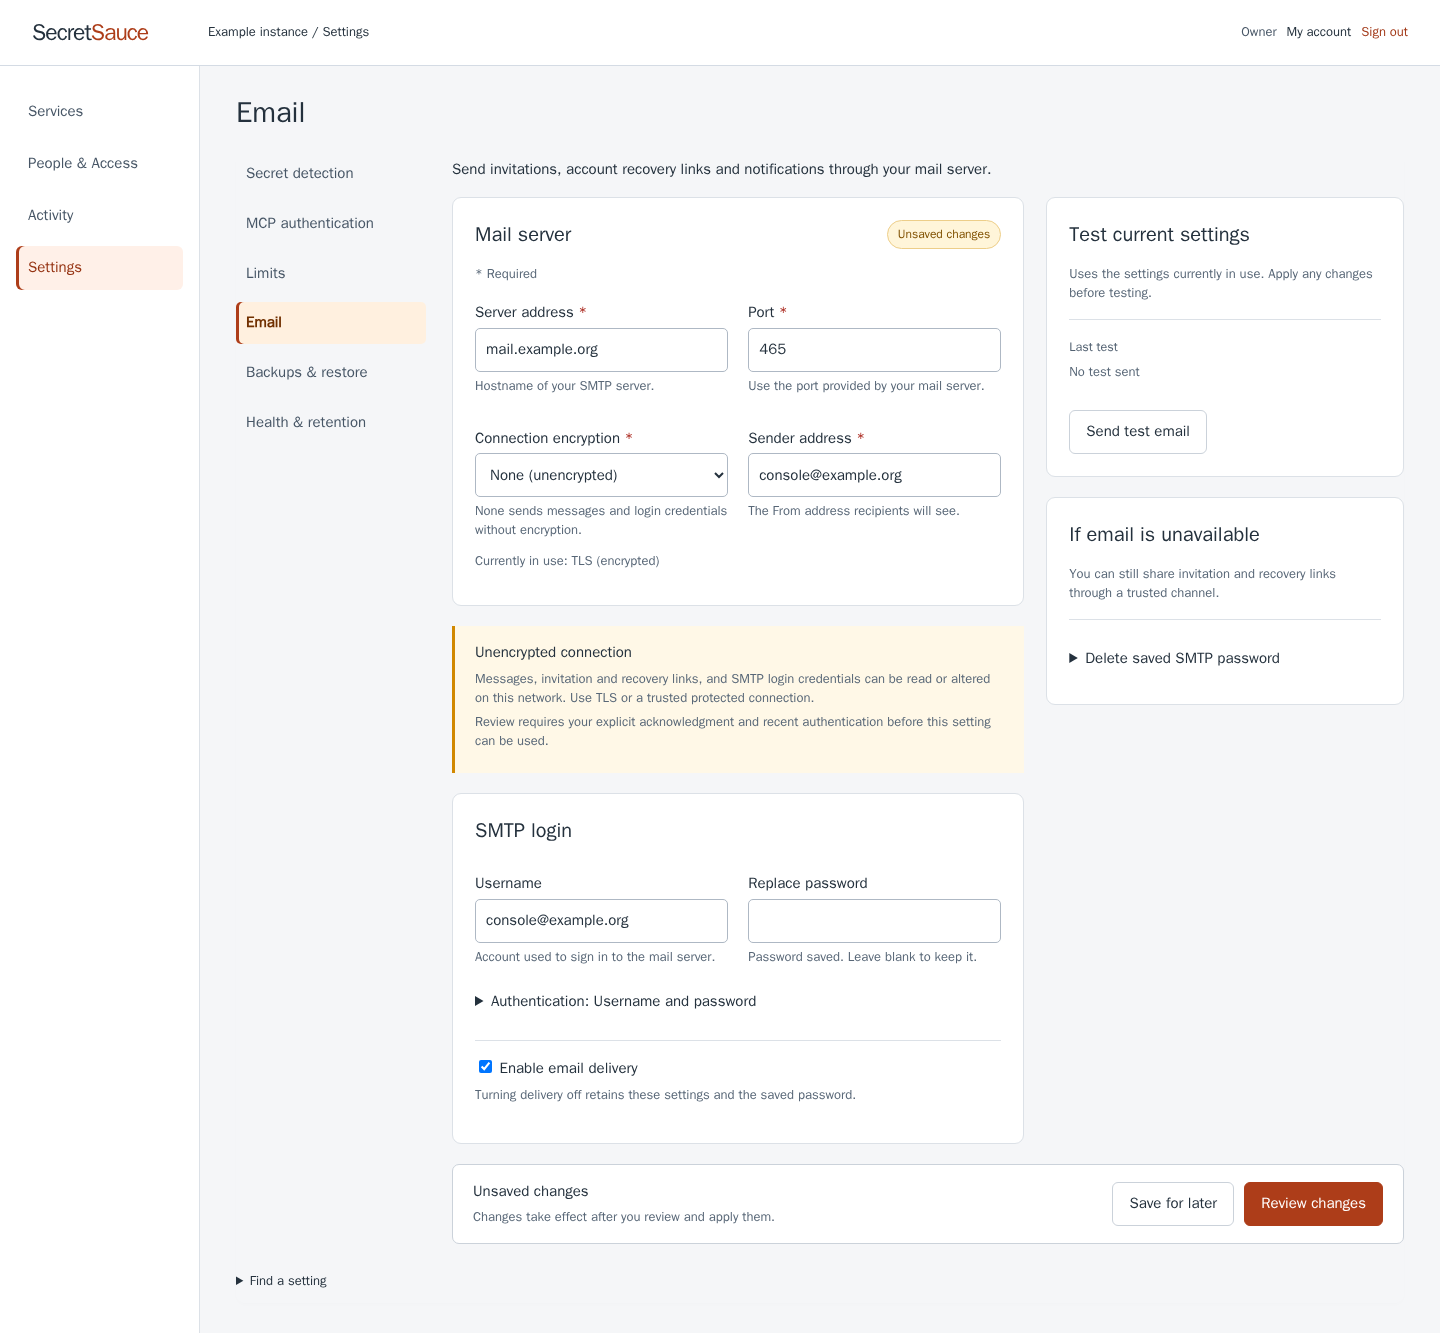 SecretSauce
Example instance / Settings
Owner My account Sign out
Services
People & Access
Activity
Settings
Email
Secret detection
MCP authentication
Limits
Email
Backups & restore
Health & retention
Send invitations, account recovery links and notifications through your mail server.
Mail server
Unsaved changes
* Required
Server address *
mail.example.org
Hostname of your SMTP server.
Port *
465
Use the port provided by your mail server.
Connection encryption *
None (unencrypted)
None sends messages and login credentials
without encryption.
Currently in use: TLS (encrypted)
Sender address *
console@example.org
The From address recipients will see.
Unencrypted connection
Messages, invitation and recovery links, and SMTP login credentials can be read or altered
on this network. Use TLS or a trusted protected connection.
Review requires your explicit acknowledgment and recent authentication before this setting
can be used.
SMTP login
Username
console@example.org
Account used to sign in to the mail server.
Replace password
Password saved. Leave blank to keep it.
Authentication: Username and password
Enable email delivery
Turning delivery off retains these settings and the saved password.
Test current settings
Uses the settings currently in use. Apply any changes
before testing.
Last test
No test sent
Send test email
If email is unavailable
You can still share invitation and recovery links
through a trusted channel.
Delete saved SMTP password
Unsaved changes
Changes take effect after you review and apply them.
Save for later
Review changes
Find a setting